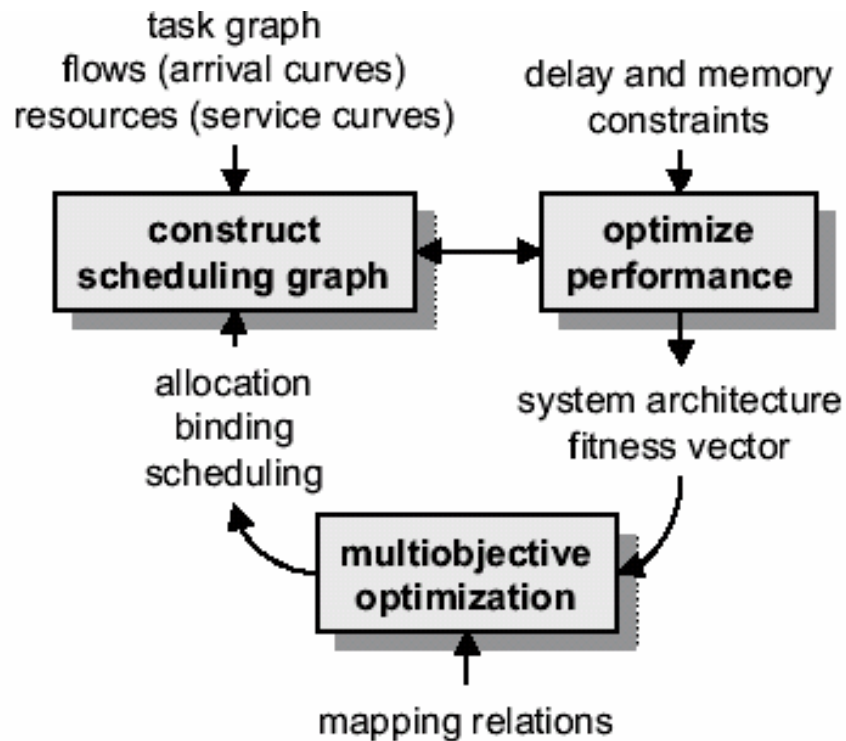 task graph
flows (arrival curves)
resources (service curves)
delay and memory
constraints
construct
scheduling graph
optimize
performance
allocation
binding
scheduling
system architecture
fitness vector
multiobjective
optimization
mapping relations